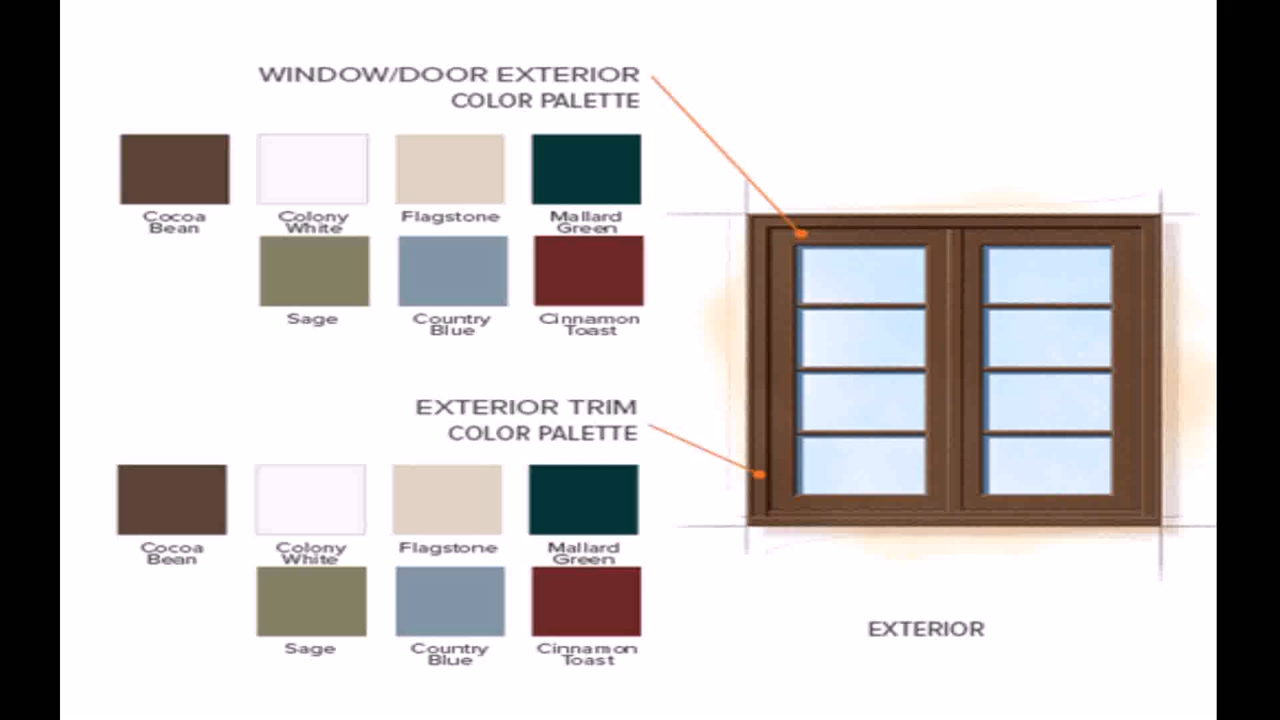 WINDOW/DOOR EXTERIOR
COLOR PALETTE
Cocoa Bean
Colony White
Flagstone
Mallard Green
Sage
Country Blue
Cinnamon Toast
EXTERIOR TRIM
COLOR PALETTE
Cocoa Bean
Colony White
Flagstone
Mallard Green
Sage
Country Blue
Cinnamon Toast
EXTERIOR